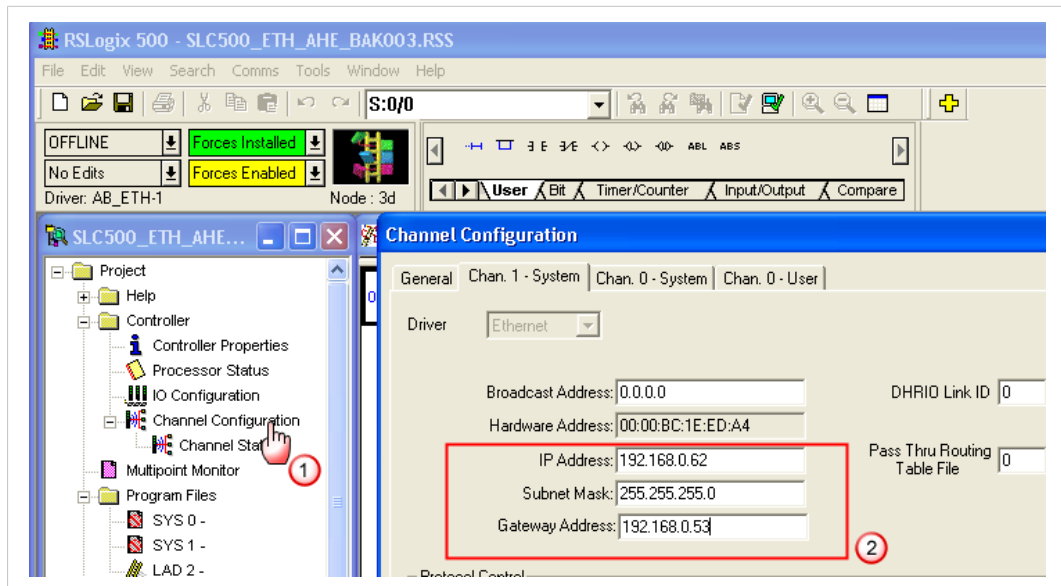 RSLogix 500 - SLC500_ETH_AHE_BAK003.RSS
File Edit View Search Comms Tools Window Help
S:0/0
OFFLINE Forces Installed
No Edits Forces Enabled
Driver: AB_ETH-1 Node : 3d
ABL ABS
User Bit Timer/Counter Input/Output Compare
SLC500_ETH_AHE...
Project
Help
Controller
Controller Properties
Processor Status
IO Configuration
Channel Configuration
Channel Stat
1
Multipoint Monitor
Program Files
SYS 0 -
SYS 1 -
LAD 2 -
0
Channel Configuration
General Chan. 1 - System Chan. 0 - System Chan. 0 - User
Driver Ethernet
Broadcast Address: 0.0.0.0
DHRIO Link ID 0
Hardware Address: 00:00:BC:1E:ED:A4
IP Address: 192.168.0.62
Pass Thru Routing
Table File 0
Subnet Mask: 255.255.255.0
Gateway Address: 192.168.0.53
2
Protocol Control